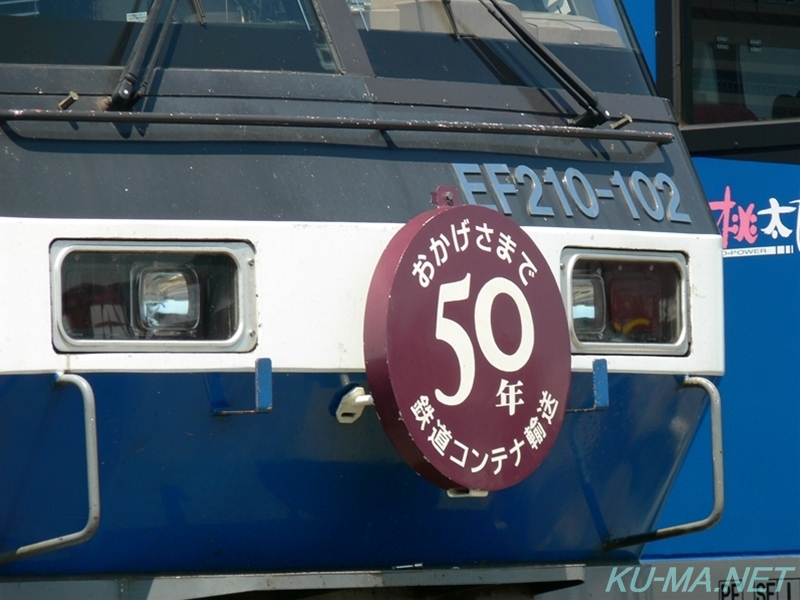 EF210-102
桃太
O-POWER
おかげさまで
50
年
鉄道コンテナ輸送
KU-MA.NET